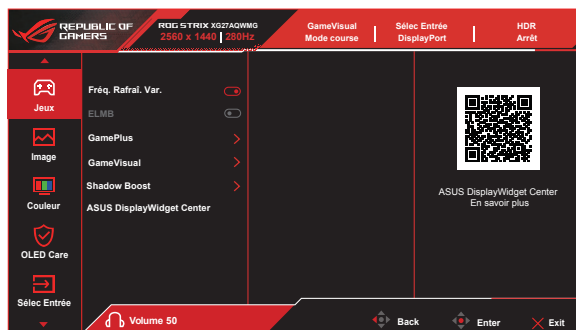 REPUBLIC OF
GAMERS
ROG STRIX XG27AQWMG
2560 x 1440 280Hz
GameVisual
Mode course
Sélec Entrée
DisplayPort
HDR
Arrêt
Jeux
Image
Couleur
OLED Care
Sélec Entrée
Fréq. Rafraî. Var.
ELMB
GamePlus
GameVisual
Shadow Boost
ASUS DisplayWidget Center
ASUS DisplayWidget Center
En savoir plus
Volume 50
Back
Enter
Exit